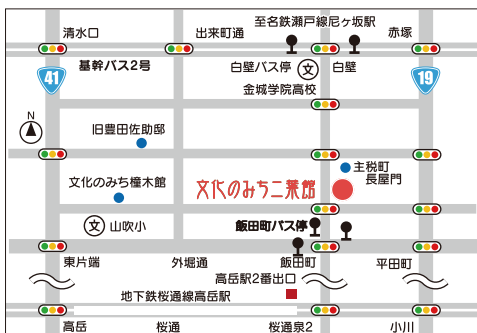 至名鉄瀬戸線尼ヶ坂駅
清水口
出来町通
赤塚
基幹バス2号
白壁バス停
文
白壁
41
金城学院高校
19
N
旧豊田佐助邸
主税町
長屋門
文化のみち橦木館
文化のみち二葉館
文
山吹小
飯田町バス停
東片端
外堀通
飯田町
平田町
高岳駅2番出口
地下鉄桜通線高岳駅
高岳
桜通
桜通泉2
小川